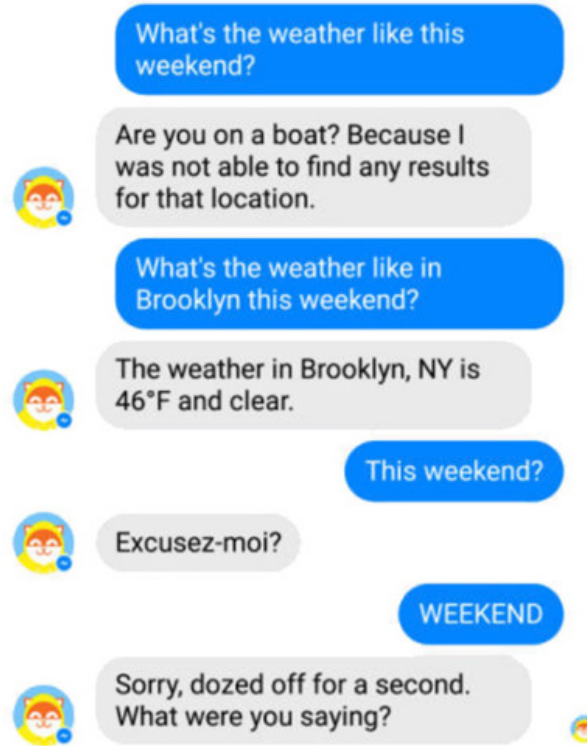 What's the weather like this
weekend?
Are you on a boat? Because I
was not able to find any results
for that location.
What's the weather like in
Brooklyn this weekend?
The weather in Brooklyn, NY is
46°F and clear.
This weekend?
Excusez-moi?
WEEKEND
Sorry, dozed off for a second.
What were you saying?